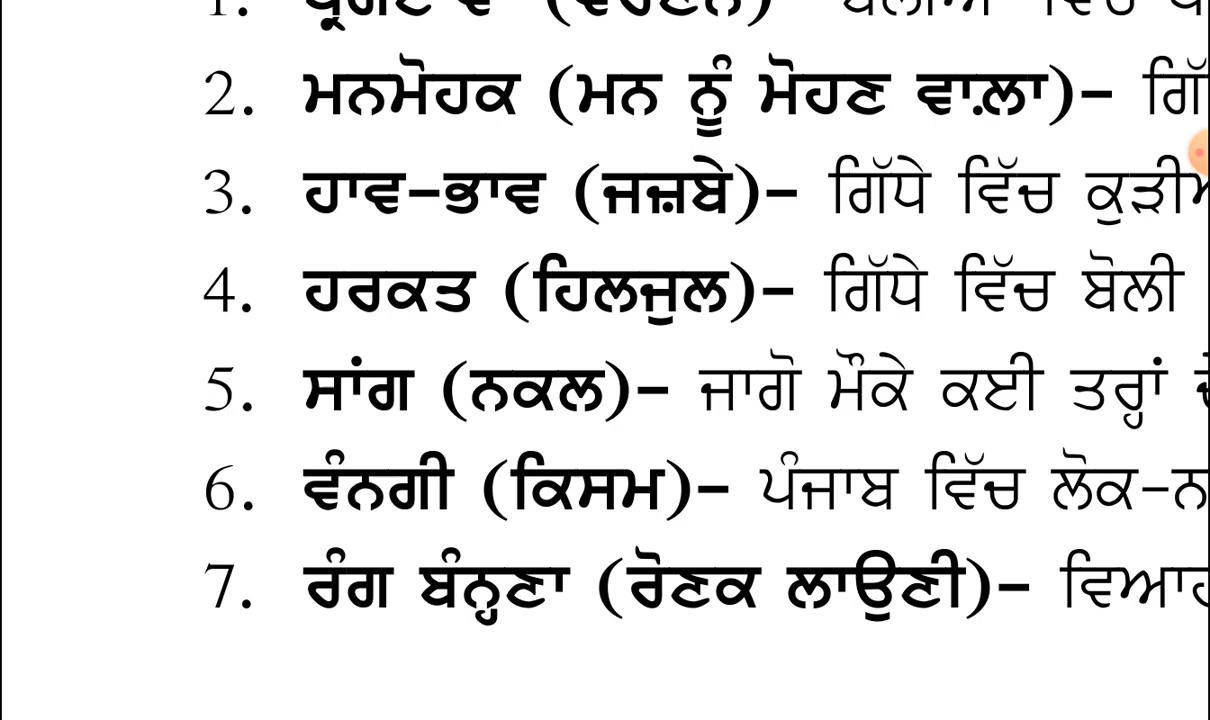 2. ਮਨਮੋਹਕ (ਮਨ ਨੂੰ ਮੋਹਣ ਵਾਲ਼ਾ)-
3. ਹਾਵ-ਭਾਵ (ਜਜ਼ਬੇ)- ਗਿੱਧੇ ਵਿੱਚ
4. ਹਰਕਤ (ਹਿਲਜੁਲ)- ਗਿੱਧੇ ਵਿੱਚ ਬੋਲੀ
5. ਸਾਂਗ (ਨਕਲ)- ਜਾਗੋ ਮੌਕੇ ਕਈ ਤਰ੍ਹਾਂ
6. ਵੰਨਗੀ (ਕਿਸਮ)- ਪੰਜਾਬ ਵਿੱਚ ਲੋਕ-
7. ਰੰਗ ਬੰਨ੍ਹਣਾ (ਰੋਣਕ ਲਾਉਣੀ)-